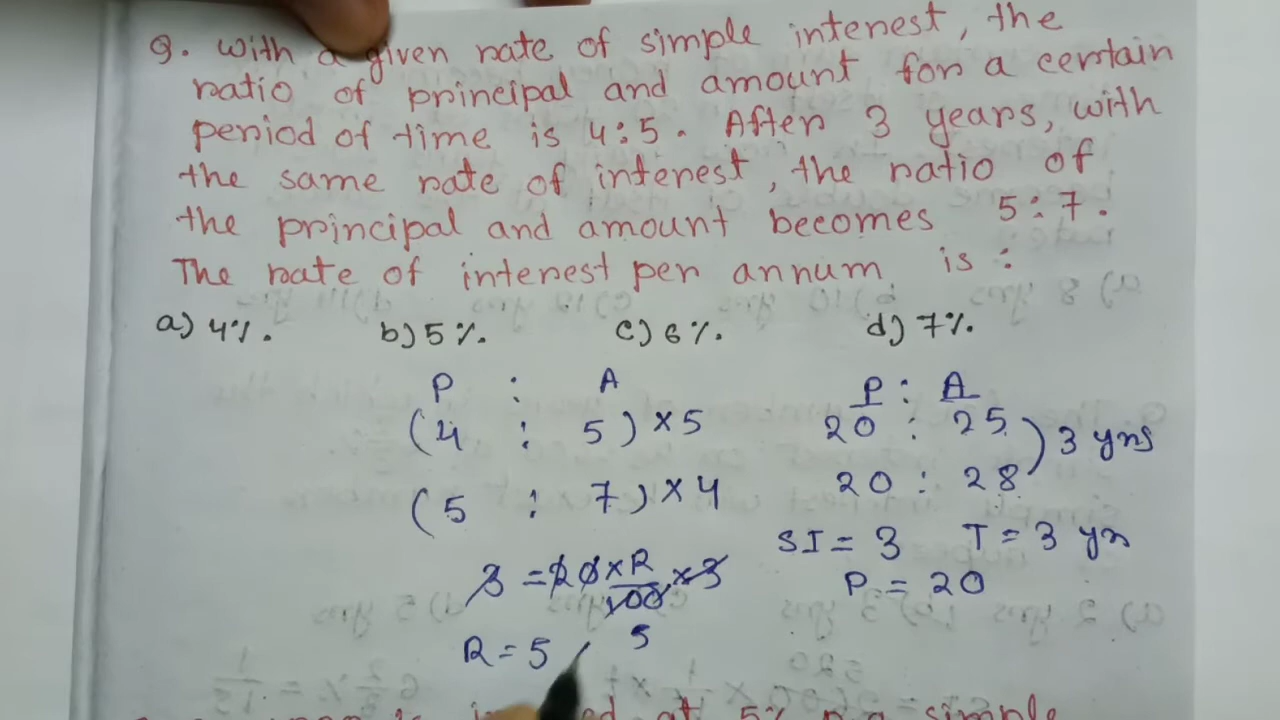 9. With a given rate of simple interest, the
ratio of principal and amount for a certain
period of time is 4:5. After 3 years, with
the same rate of interest, the ratio of
the principal and amount becomes 5:7.
The rate of interest per annum is:
a) 4%. b) 5%. c) 6%. d) 7%.
P : A
(4 : 5) × 5
(5 : 7) × 4
3 = 20 × R/100 × 3
5
R = 5
P : A
20 : 25
20 : 28
) 3 yrs
SI = 3 T = 3 yr
P = 20
at 5% p.a simple